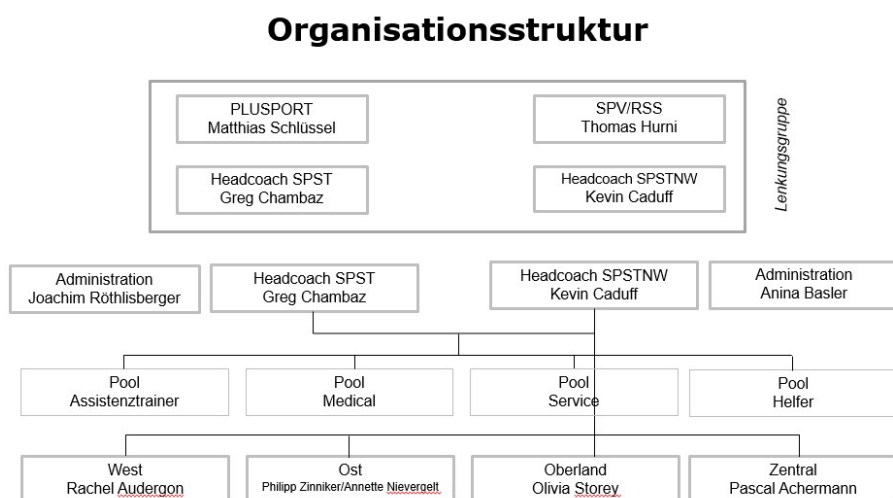 Organisationsstruktur
PLUSPORT
Matthias Schlüssel
SPV/RSS
Thomas Hurni
Headcoach SPST
Greg Chambaz
Headcoach SPSTNW
Kevin Caduff
Lenkungsgruppe
Administration
Joachim Röthlisberger
Headcoach SPST
Greg Chambaz
Headcoach SPSTNW
Kevin Caduff
Administration
Anina Basler
Pool
Assistenztrainer
Pool
Medical
Pool
Service
Pool
Helfer
West
Rachel Audergon
Ost
Philipp Zinniker/Annette Nievergelt
Oberland
Olivia Storey
Zentral
Pascal Achermann